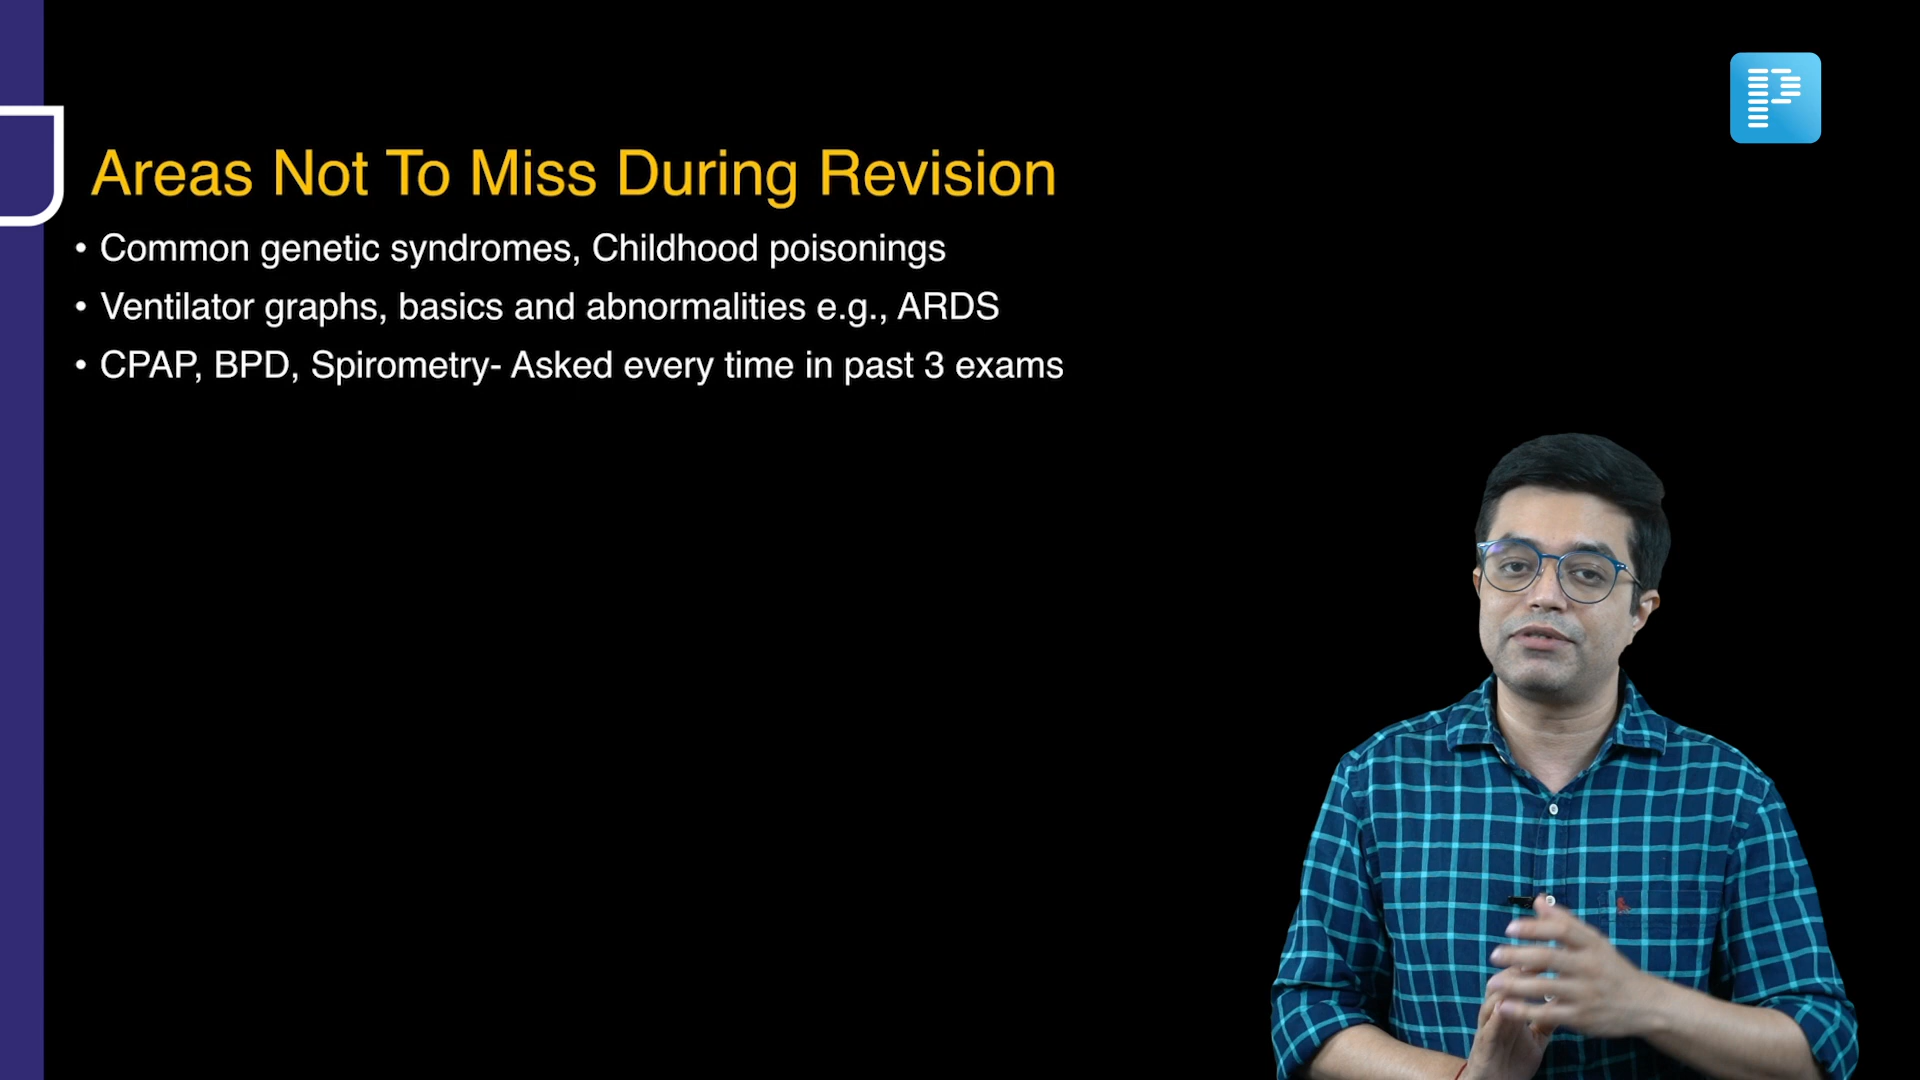 Areas Not To Miss During Revision
• Common genetic syndromes, Childhood poisonings
• Ventilator graphs, basics and abnormalities e.g., ARDS
• CPAP, BPD, Spirometry- Asked every time in past 3 exams